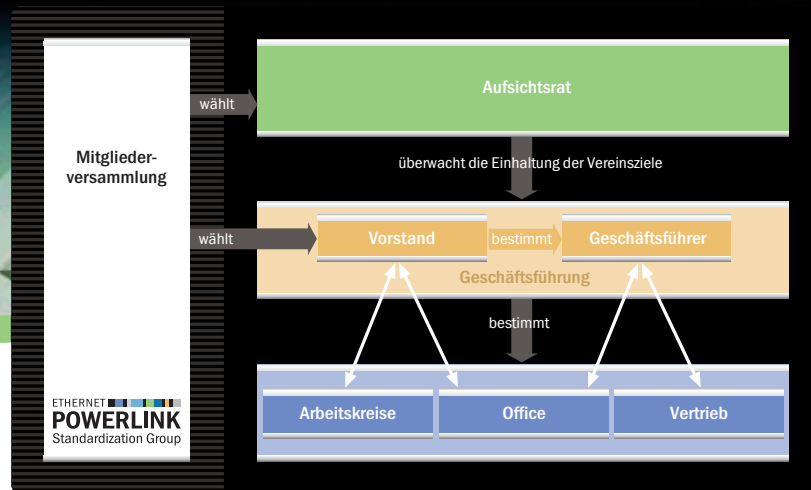 Mitglieder-
versammlung
wählt
Aufsichtsrat
überwacht die Einhaltung der Vereinsziele
wählt
Vorstand
bestimmt
Geschäftsführer
Geschäftsführung
bestimmt
Arbeitskreise
Office
Vertrieb
ETHERNET
POWERLINK
Standardization Group